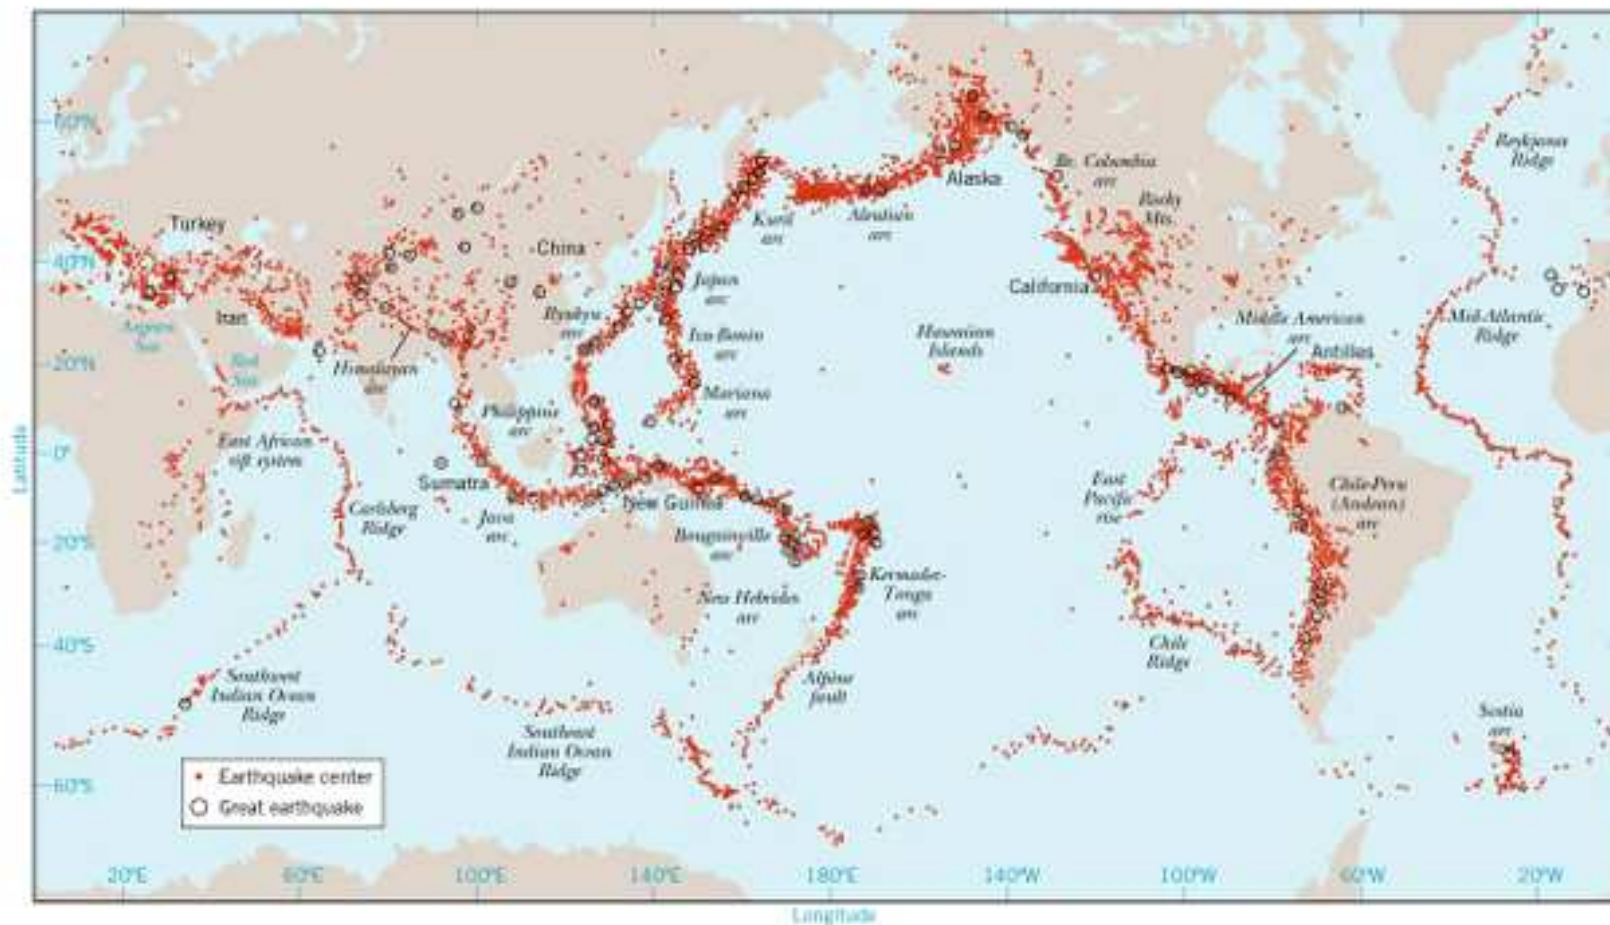 60°N
40°N
20°N
0°
20°S
40°S
60°S
Latitude
20°E
60°E
100°E
140°E
180°E
140°W
100°W
60°W
20°W
Longitude
Turkey
Iran
Red
Sea
China
Himalayan
arc
East African
rift system
Carlsberg
Ridge
Southwest
Indian Ocean
Ridge
Southeast
Indian Ocean
Ridge
Sumatra
Java
arc
Philippine
arc
Ryukyu
arc
Kuril
arc
Japan
arc
Izu-Bonin
arc
Mariana
arc
New Guinea
Bougainville
arc
New Hebrides
arc
Kermadec-
Tonga
arc
Alpine
fault
Aleutian
arc
Alaska
Br. Columbia
arc
Rocky
Mts.
California
Hawaiian
Islands
Middle American
arc
Antilles
East
Pacific
rise
Chile-Peru
(Andean)
arc
Chile
Ridge
Reykjanes
Ridge
Mid-Atlantic
Ridge
Scotia
arc
Earthquake center
Great earthquake